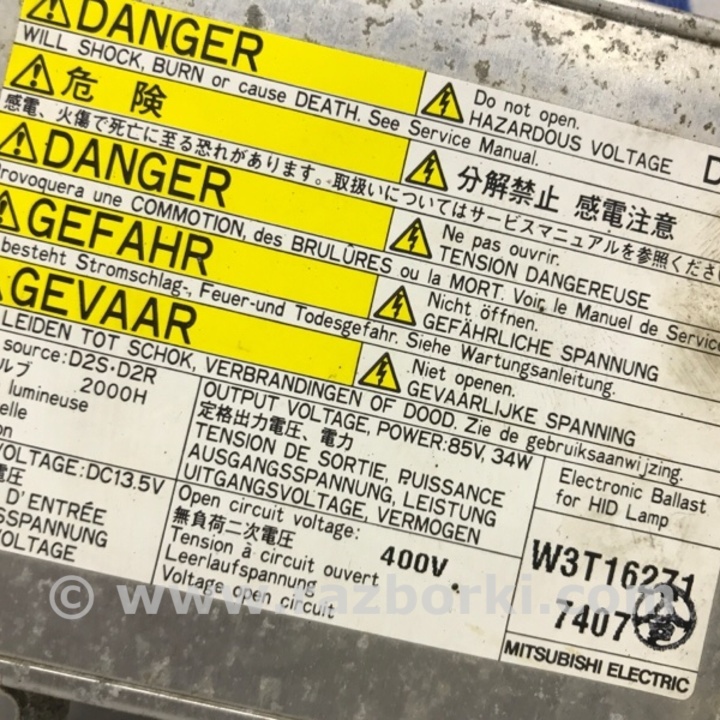 DANGER
WILL SHOCK, BURN or cause DEATH. See Service Manual.
Do not open.
HAZARDOUS VOLTAGE
D
危 険
感電、火傷で死亡に至る恐れがあります。取扱いについてはサービスマニュアルを参照くださ
分解禁止 感電注意
DANGER
Provoquera une COMMOTION, des BRULÛRES ou la MORT. Voir le Manuel de Service
Ne pas ouvrir.
TENSION DANGEREUSE
GEFAHR
besteht Stromschlag-, Feuer-und Todesgefahr. Siehe Wartungsanleitung.
Nicht öffnen.
GEFÄHRLICHE SPANNUNG
GEVAAR
LEIDEN TOT SCHOK, VERBRANDINGEN OF DOOD. Zie de gebruiksaanwijzing.
Niet openen.
GEVAARLIJKE SPANNING
source:D2S·D2R
ルブ 2000H
lumineuse
elle
on
VOLTAGE:DC13.5V
電圧
D'ENTRÉE
SSPANNUNG
OLTAGE
OUTPUT VOLTAGE, POWER:85V, 34W
定格出力電圧、電力
TENSION DE SORTIE, PUISSANCE
AUSGANGSSPANNUNG, LEISTUNG
UITGANGSVOLTAGE, VERMOGEN
Open circuit voltage:
無負荷二次電圧
Tension à circuit ouvert
Leerlaufspannung
Voltage open circuit
400V
Electronic Ballast
for HID Lamp
W3T16271
7407
MITSUBISHI ELECTRIC
© www.razborki.com